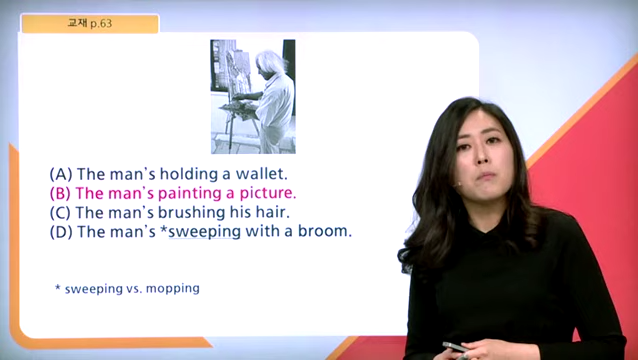 교재 p.63
(A) The man's holding a wallet.
(B) The man's painting a picture.
(C) The man's brushing his hair.
(D) The man's *sweeping with a broom.
* sweeping vs. mopping